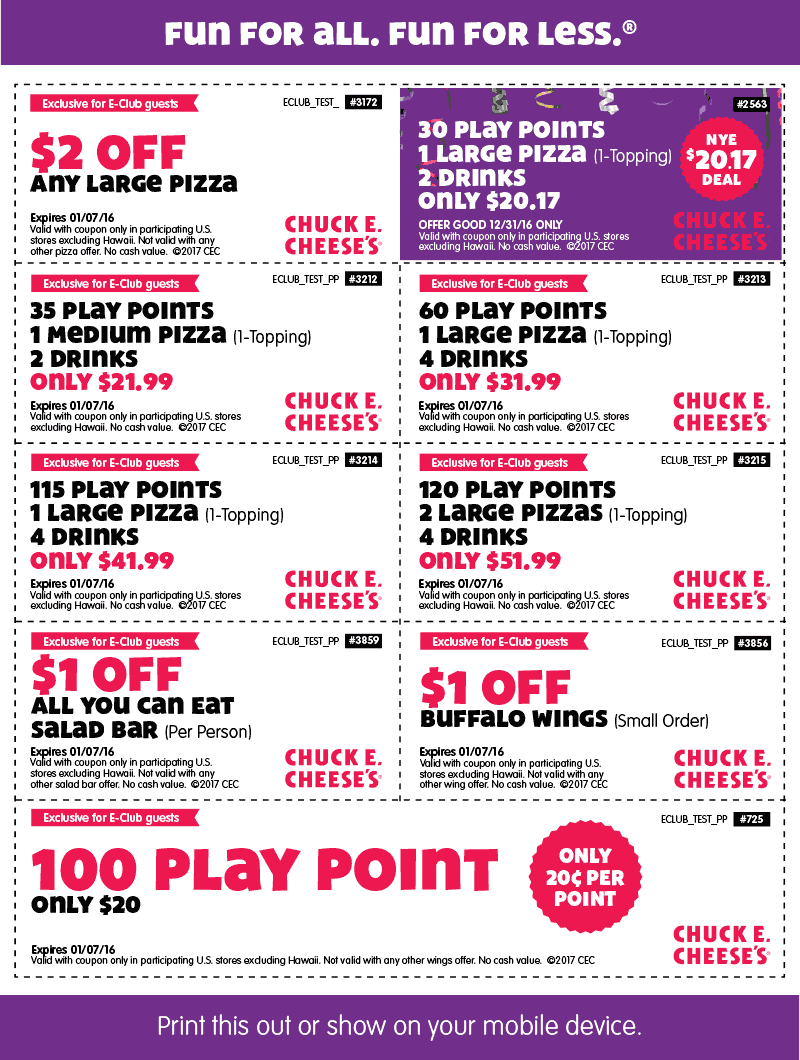 Fun for all. Fun for less.®
Exclusive for E-Club guests
ECLUB_TEST_ #3172
$2 OFF
Any Large Pizza
Expires 01/07/16
Valid with coupon only in participating U.S.
stores excluding Hawaii. Not valid with any
other pizza offer. No cash value. ©2017 CEC
CHUCK E.
CHEESE'S®
#2563
30 Play Points
1 Large Pizza (1-Topping)
2 Drinks
Only $20.17
NYE
$20.17
DEAL
OFFER GOOD 12/31/16 ONLY
Valid with coupon only in participating U.S. stores
excluding Hawaii. No cash value. ©2017 CEC
CHUCK E.
CHEESE'S
Exclusive for E-Club guests
ECLUB_TEST_PP #3212
35 Play Points
1 Medium Pizza (1-Topping)
2 Drinks
Only $21.99
Expires 01/07/16
Valid with coupon only in participating U.S. stores
excluding Hawaii. No cash value. ©2017 CEC
CHUCK E.
CHEESE'S®
Exclusive for E-Club guests
ECLUB_TEST_PP #3213
60 Play Points
1 Large Pizza (1-Topping)
4 Drinks
Only $31.99
Expires 01/07/16
Valid with coupon only in participating U.S. stores
excluding Hawaii. No cash value. ©2017 CEC
CHUCK E.
CHEESE'S®
Exclusive for E-Club guests
ECLUB_TEST_PP #3214
115 Play Points
1 Large Pizza (1-Topping)
4 Drinks
Only $41.99
Expires 01/07/16
Valid with coupon only in participating U.S. stores
excluding Hawaii. No cash value. ©2017 CEC
CHUCK E.
CHEESE'S®
Exclusive for E-Club guests
ECLUB_TEST_PP #3215
120 Play Points
2 Large Pizzas (1-Topping)
4 Drinks
Only $51.99
Expires 01/07/16
Valid with coupon only in participating U.S. stores
excluding Hawaii. No cash value. ©2017 CEC
CHUCK E.
CHEESE'S®
Exclusive for E-Club guests
ECLUB_TEST_PP #3859
$1 OFF
All You Can Eat
Salad Bar (Per Person)
Expires 01/07/16
Valid with coupon only in participating U.S.
stores excluding Hawaii. Not valid with any
other salad bar offer. No cash value. ©2017 CEC
CHUCK E.
CHEESE'S®
Exclusive for E-Club guests
ECLUB_TEST_PP #3856
$1 OFF
Buffalo Wings (Small Order)
Expires 01/07/16
Valid with coupon only in participating U.S.
stores excluding Hawaii. Not valid with any
other wing offer. No cash value. ©2017 CEC
CHUCK E.
CHEESE'S®
Exclusive for E-Club guests
ECLUB_TEST_PP #725
100 Play Point
Only $20
ONLY
20¢ PER
POINT
Expires 01/07/16
Valid with coupon only in participating U.S. stores excluding Hawaii. Not valid with any other wings offer. No cash value. ©2017 CEC
CHUCK E.
CHEESE'S®
Print this out or show on your mobile device.